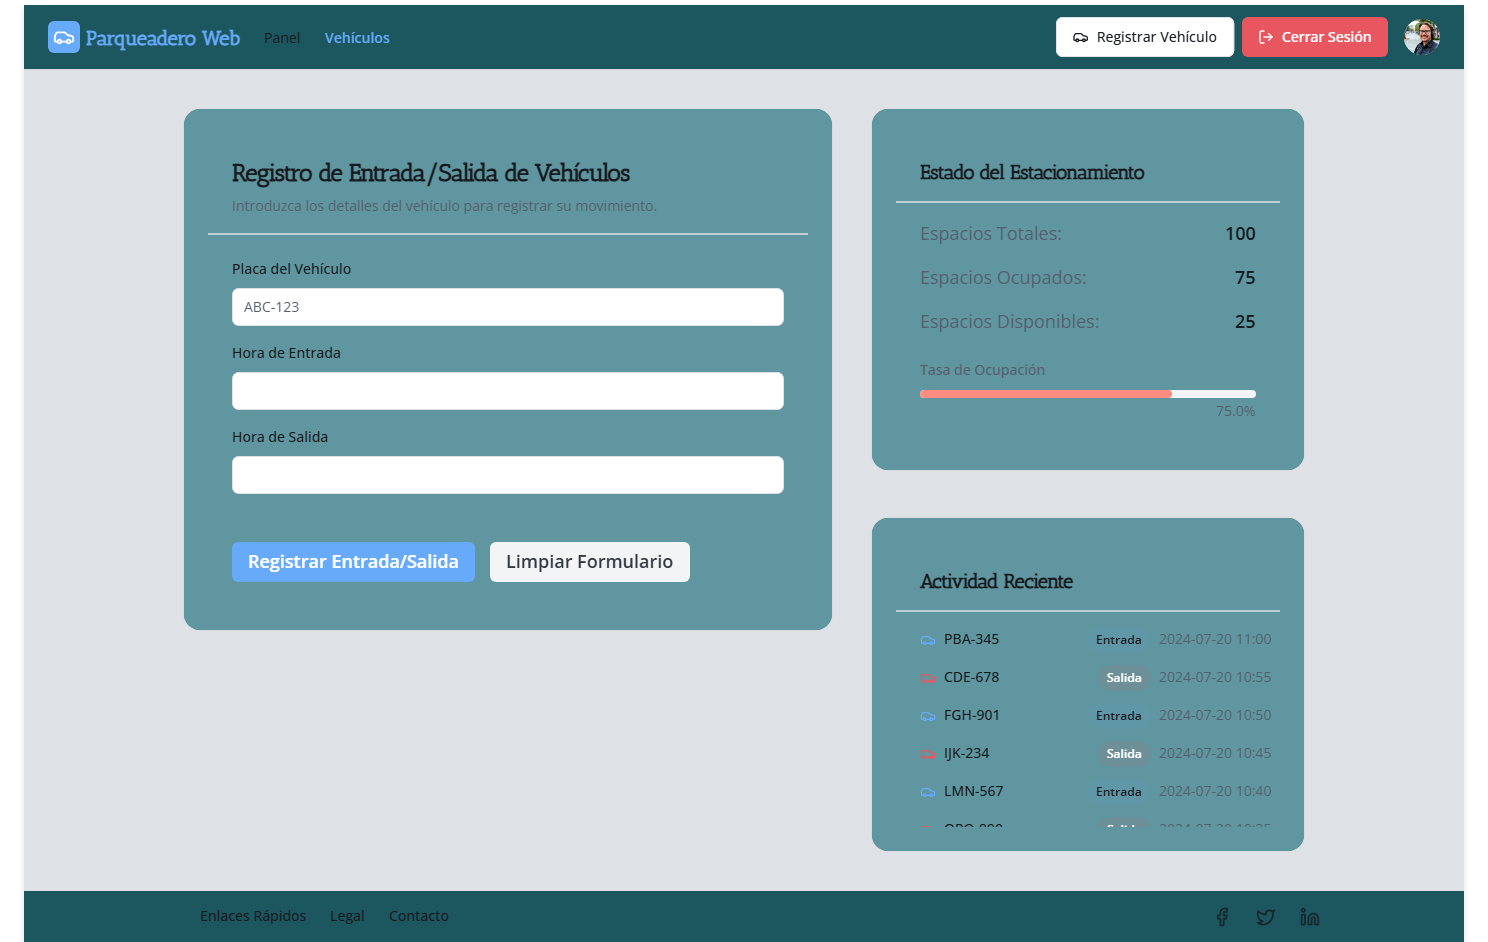 Parqueadero Web
Panel
Vehículos
Registrar Vehículo
Cerrar Sesión
Registro de Entrada/Salida de Vehículos
Introduzca los detalles del vehículo para registrar su movimiento.
Placa del Vehículo
ABC-123
Hora de Entrada
Hora de Salida
Registrar Entrada/Salida
Limpiar Formulario
Estado del Estacionamiento
Espacios Totales: 100
Espacios Ocupados: 75
Espacios Disponibles: 25
Tasa de Ocupación
75.0%
Actividad Reciente
PBA-345 Entrada 2024-07-20 11:00
CDE-678 Salida 2024-07-20 10:55
FGH-901 Entrada 2024-07-20 10:50
IJK-234 Salida 2024-07-20 10:45
LMN-567 Entrada 2024-07-20 10:40
Enlaces Rápidos
Legal
Contacto